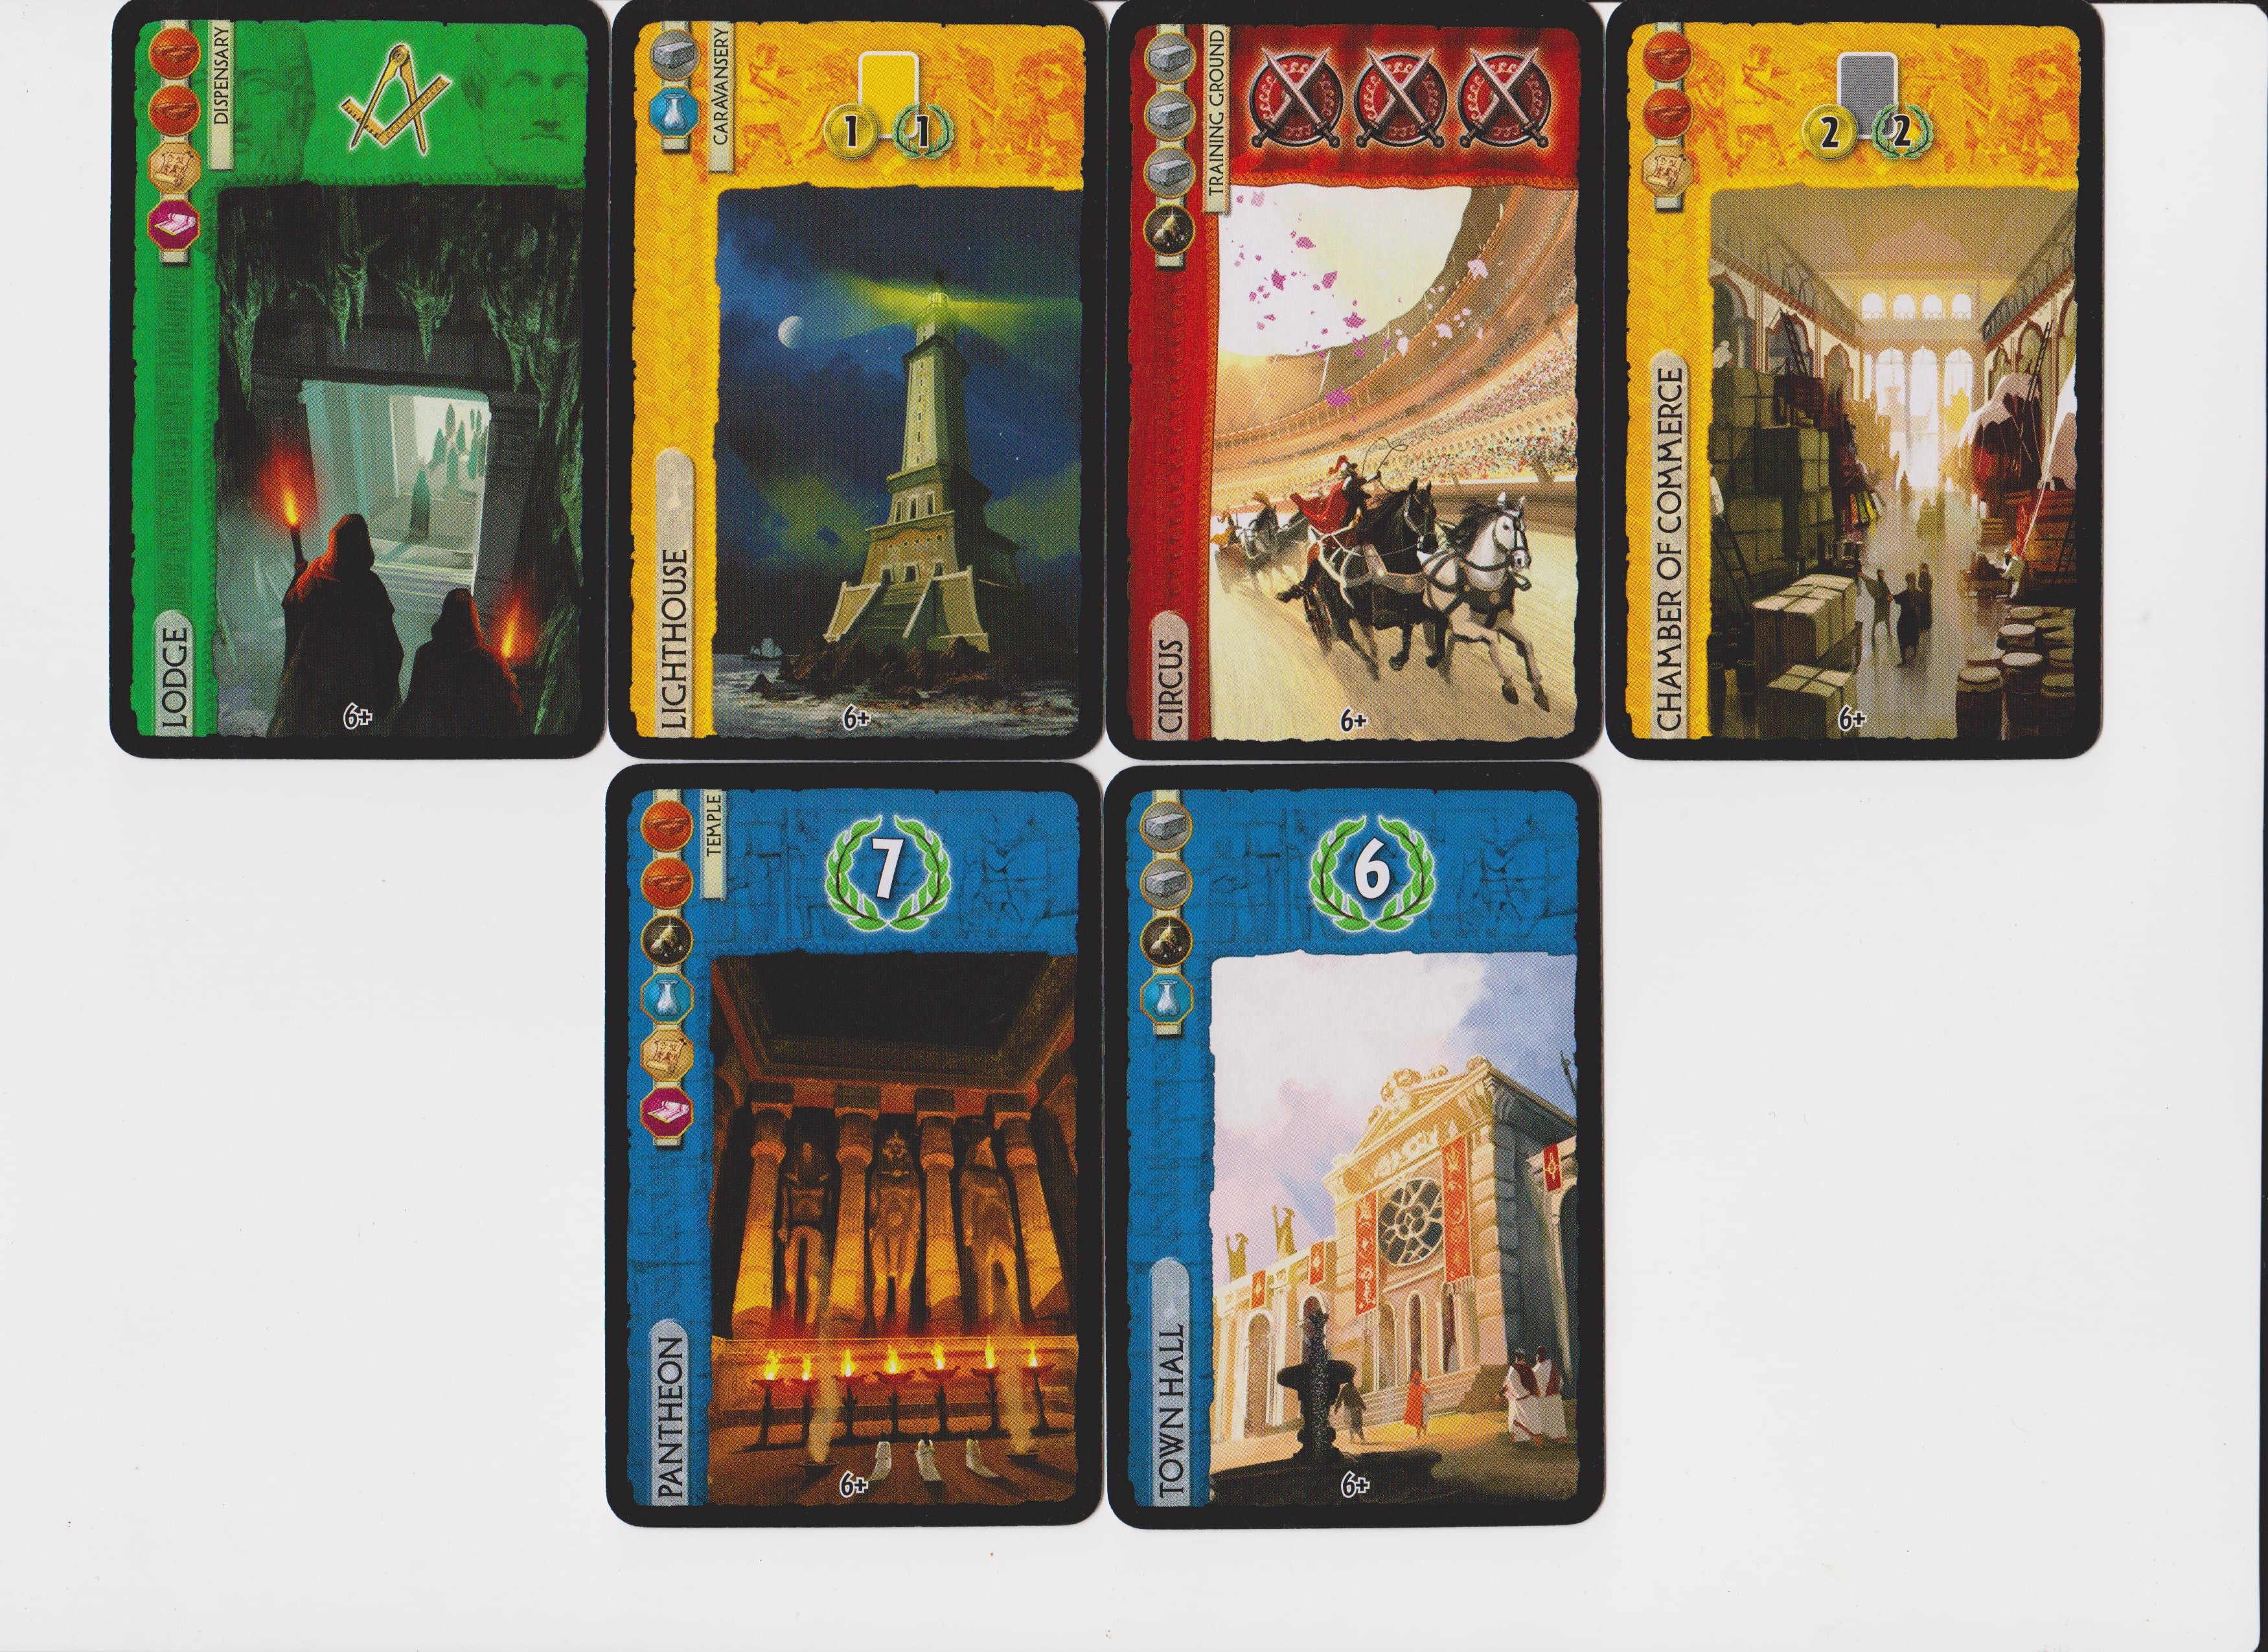 DISPENSARY
LODGE
6+
CARAVANSERY
1 1
LIGHTHOUSE
6+
TRAINING GROUND
CIRCUS
6+
2 2
CHAMBER OF COMMERCE
6+
TEMPLE
7
PANTHEON
6+
6
TOWN HALL
6+